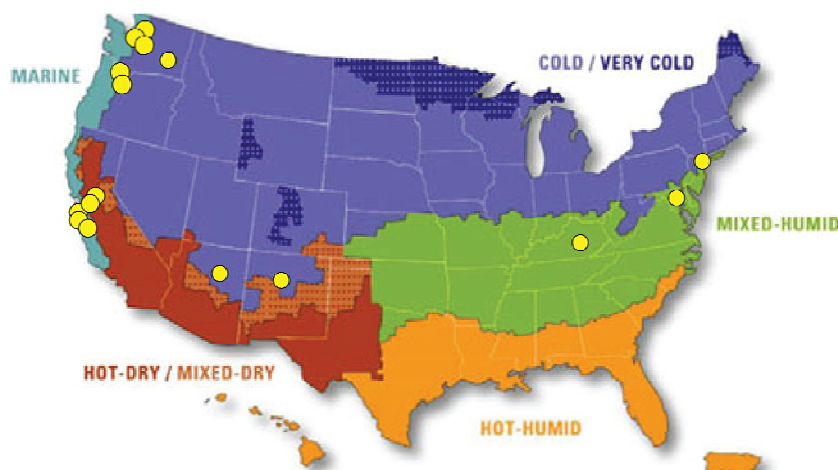 COLD / VERY COLD
MARINE
MIXED-HUMID
HOT-DRY / MIXED-DRY
HOT-HUMID